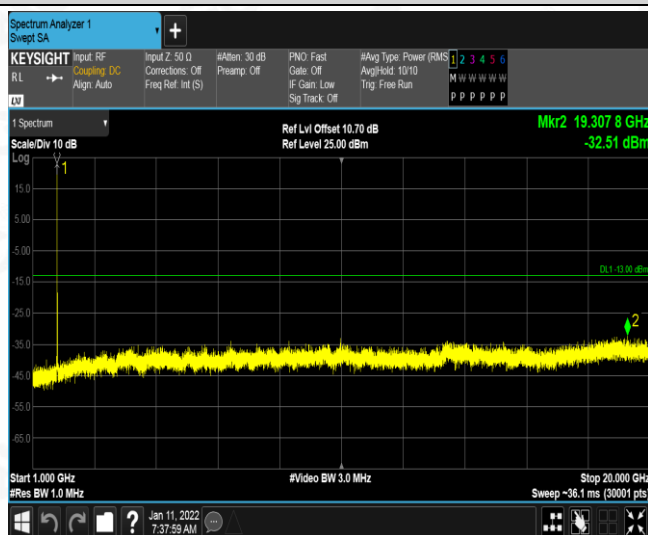 Spectrum Analyzer 1
Swept SA
+
KEYSIGHT
RL
LXI
Input: RF
Coupling: DC
Align: Auto
Input Z: 50 Ω
Corrections: Off
Freq Ref: Int (S)
#Atten: 30 dB
Preamp: Off
PNO: Fast
Gate: Off
IF Gain: Low
Sig Track: Off
#Avg Type: Power (RMS
Avg|Hold: 10/10
Trig: Free Run
1 2 3 4 5 6
M W W W W W
P P P P P P
1 Spectrum
Scale/Div 10 dB
Log
Ref Lvl Offset 10.70 dB
Ref Level 25.00 dBm
Mkr2 19.307 8 GHz
-32.51 dBm
1
15.0
5.00
-5.00
DL1 -13.00 dBm
-15.0
-25.0
2
-35.0
-45.0
-55.0
-65.0
Start 1.000 GHz
#Res BW 1.0 MHz
#Video BW 3.0 MHz
Stop 20.000 GHz
Sweep ~36.1 ms (30001 pts)
?
Jan 11, 2022
7:37:59 AM